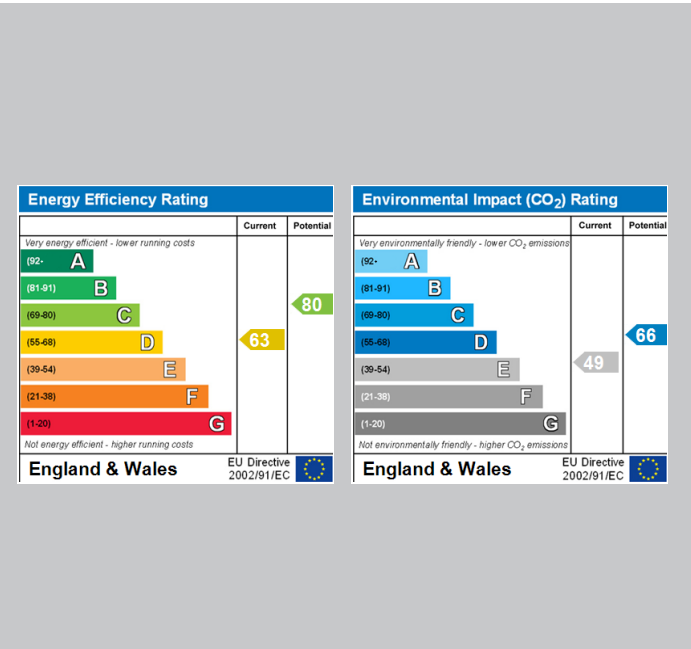 Energy Efficiency Rating
Current Potential
Very energy efficient - lower running costs
(92- A
(81-91) B
(69-80) C
(55-68) D
(39-54) E
(21-38) F
(1-20) G
63
80
Not energy efficient - higher running costs
England & Wales
EU Directive
2002/91/EC
Environmental Impact (CO₂) Rating
Current Potential
Very environmentally friendly - lower CO₂ emissions
(92- A
(81-91) B
(69-80) C
(55-68) D
(39-54) E
(21-38) F
(1-20) G
49
66
Not environmentally friendly - higher CO₂ emissions
England & Wales
EU Directive
2002/91/EC